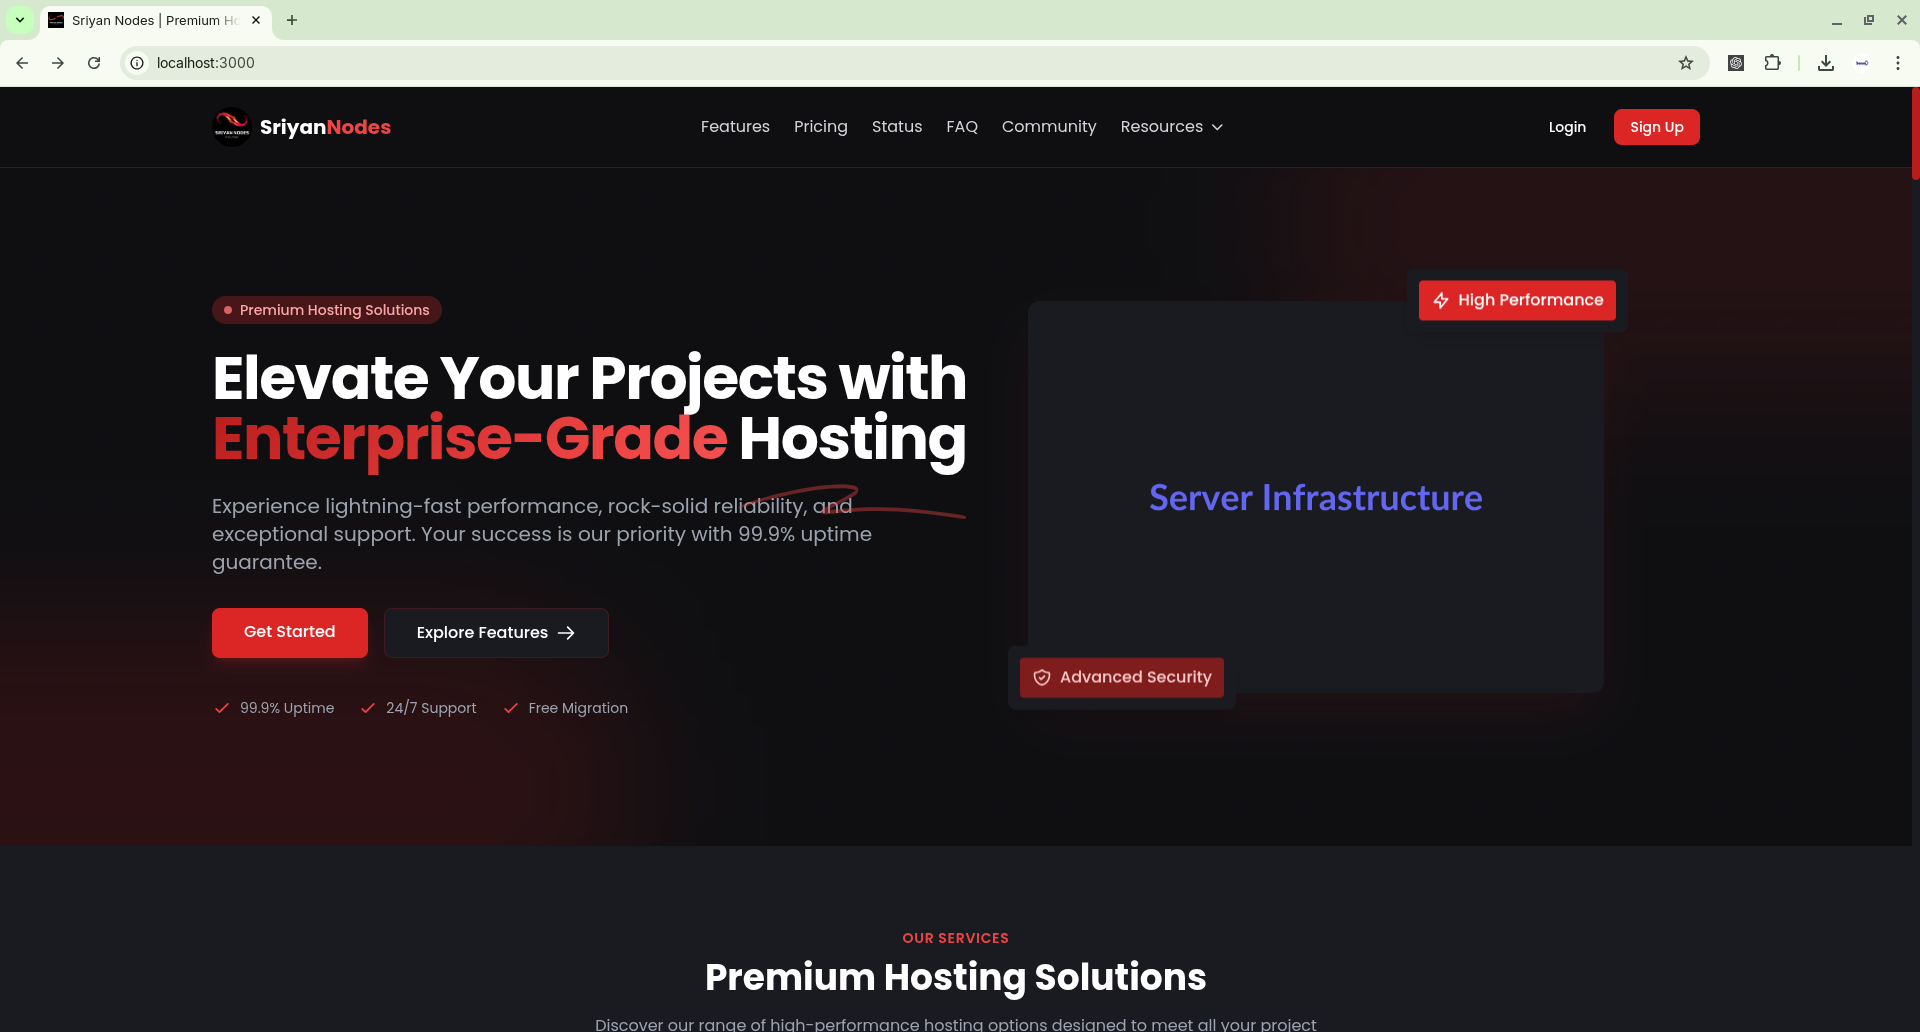 Sriyan Nodes | Premium Ho
localhost:3000
SRIYAN NODES
SriyanNodes
Features
Pricing
Status
FAQ
Community
Resources
Login
Sign Up
Premium Hosting Solutions
Elevate Your Projects with
Enterprise-Grade Hosting
Experience lightning-fast performance, rock-solid reliability, and
exceptional support. Your success is our priority with 99.9% uptime
guarantee.
Get Started
Explore Features
99.9% Uptime
24/7 Support
Free Migration
High Performance
Server Infrastructure
Advanced Security
OUR SERVICES
Premium Hosting Solutions
Discover our range of high-performance hosting options designed to meet all your project